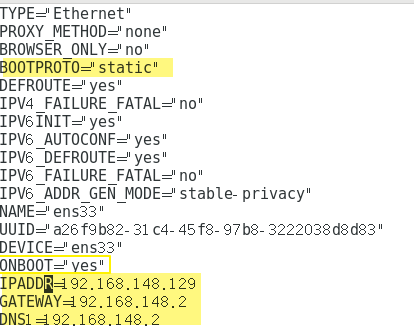 TYPE="Ethernet"
PROXY_METHOD="none"
BROWSER_ONLY="no"
BOOTPROTO="static"
DEFROUTE="yes"
IPV4_FAILURE_FATAL="no"
IPV6INIT="yes"
IPV6_AUTOCONF="yes"
IPV6_DEFROUTE="yes"
IPV6_FAILURE_FATAL="no"
IPV6_ADDR_GEN_MODE="stable-privacy"
NAME="ens33"
UUID="a26f9b82-31c4-45f8-97b8-3222038d8d83"
DEVICE="ens33"
ONBOOT="yes"
IPADDR=192.168.148.129
GATEWAY=192.168.148.2
DNS1=192.168.148.2